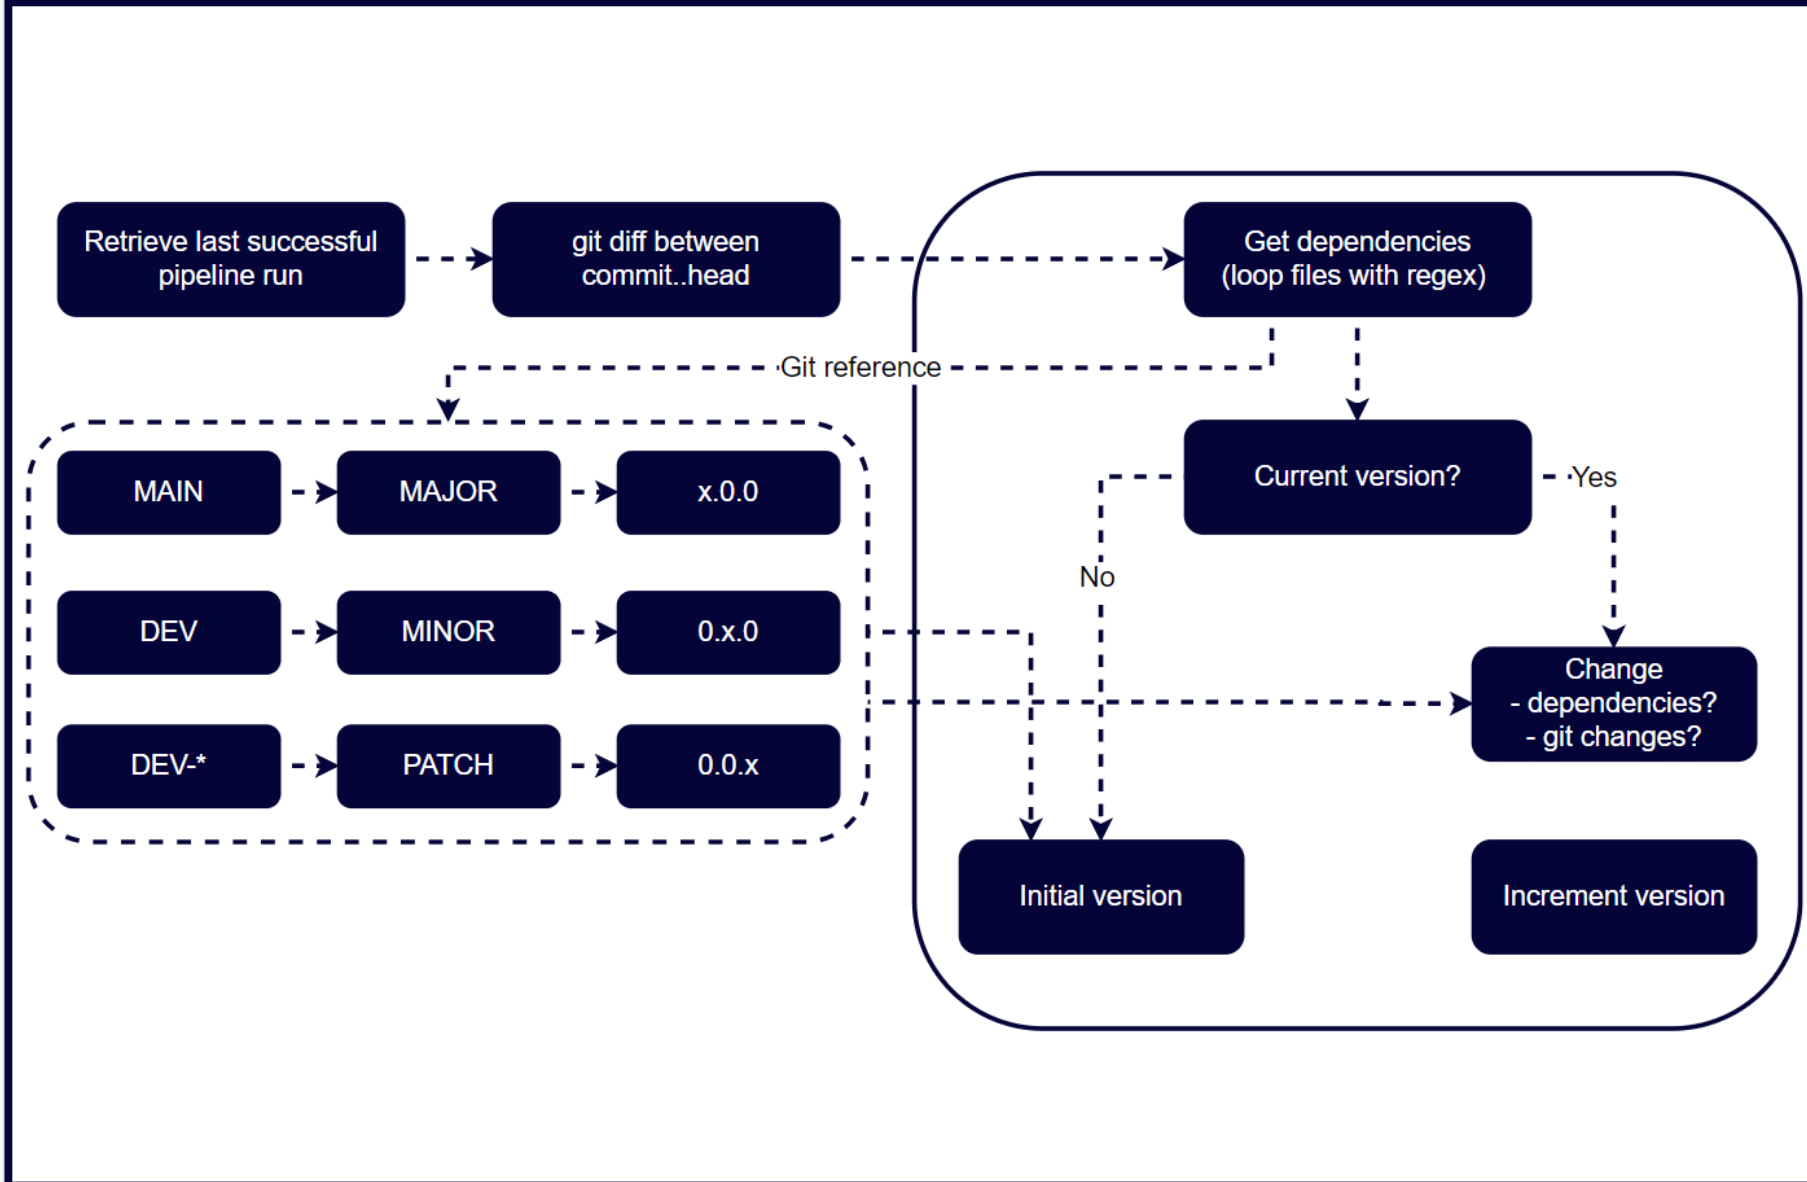 Retrieve last successful
pipeline run
git diff between
commit..head
Get dependencies
(loop files with regex)
Git reference
MAIN
MAJOR
x.0.0
Current version?
Yes
No
DEV
MINOR
0.x.0
Change
- dependencies?
- git changes?
DEV-*
PATCH
0.0.x
Initial version
Increment version